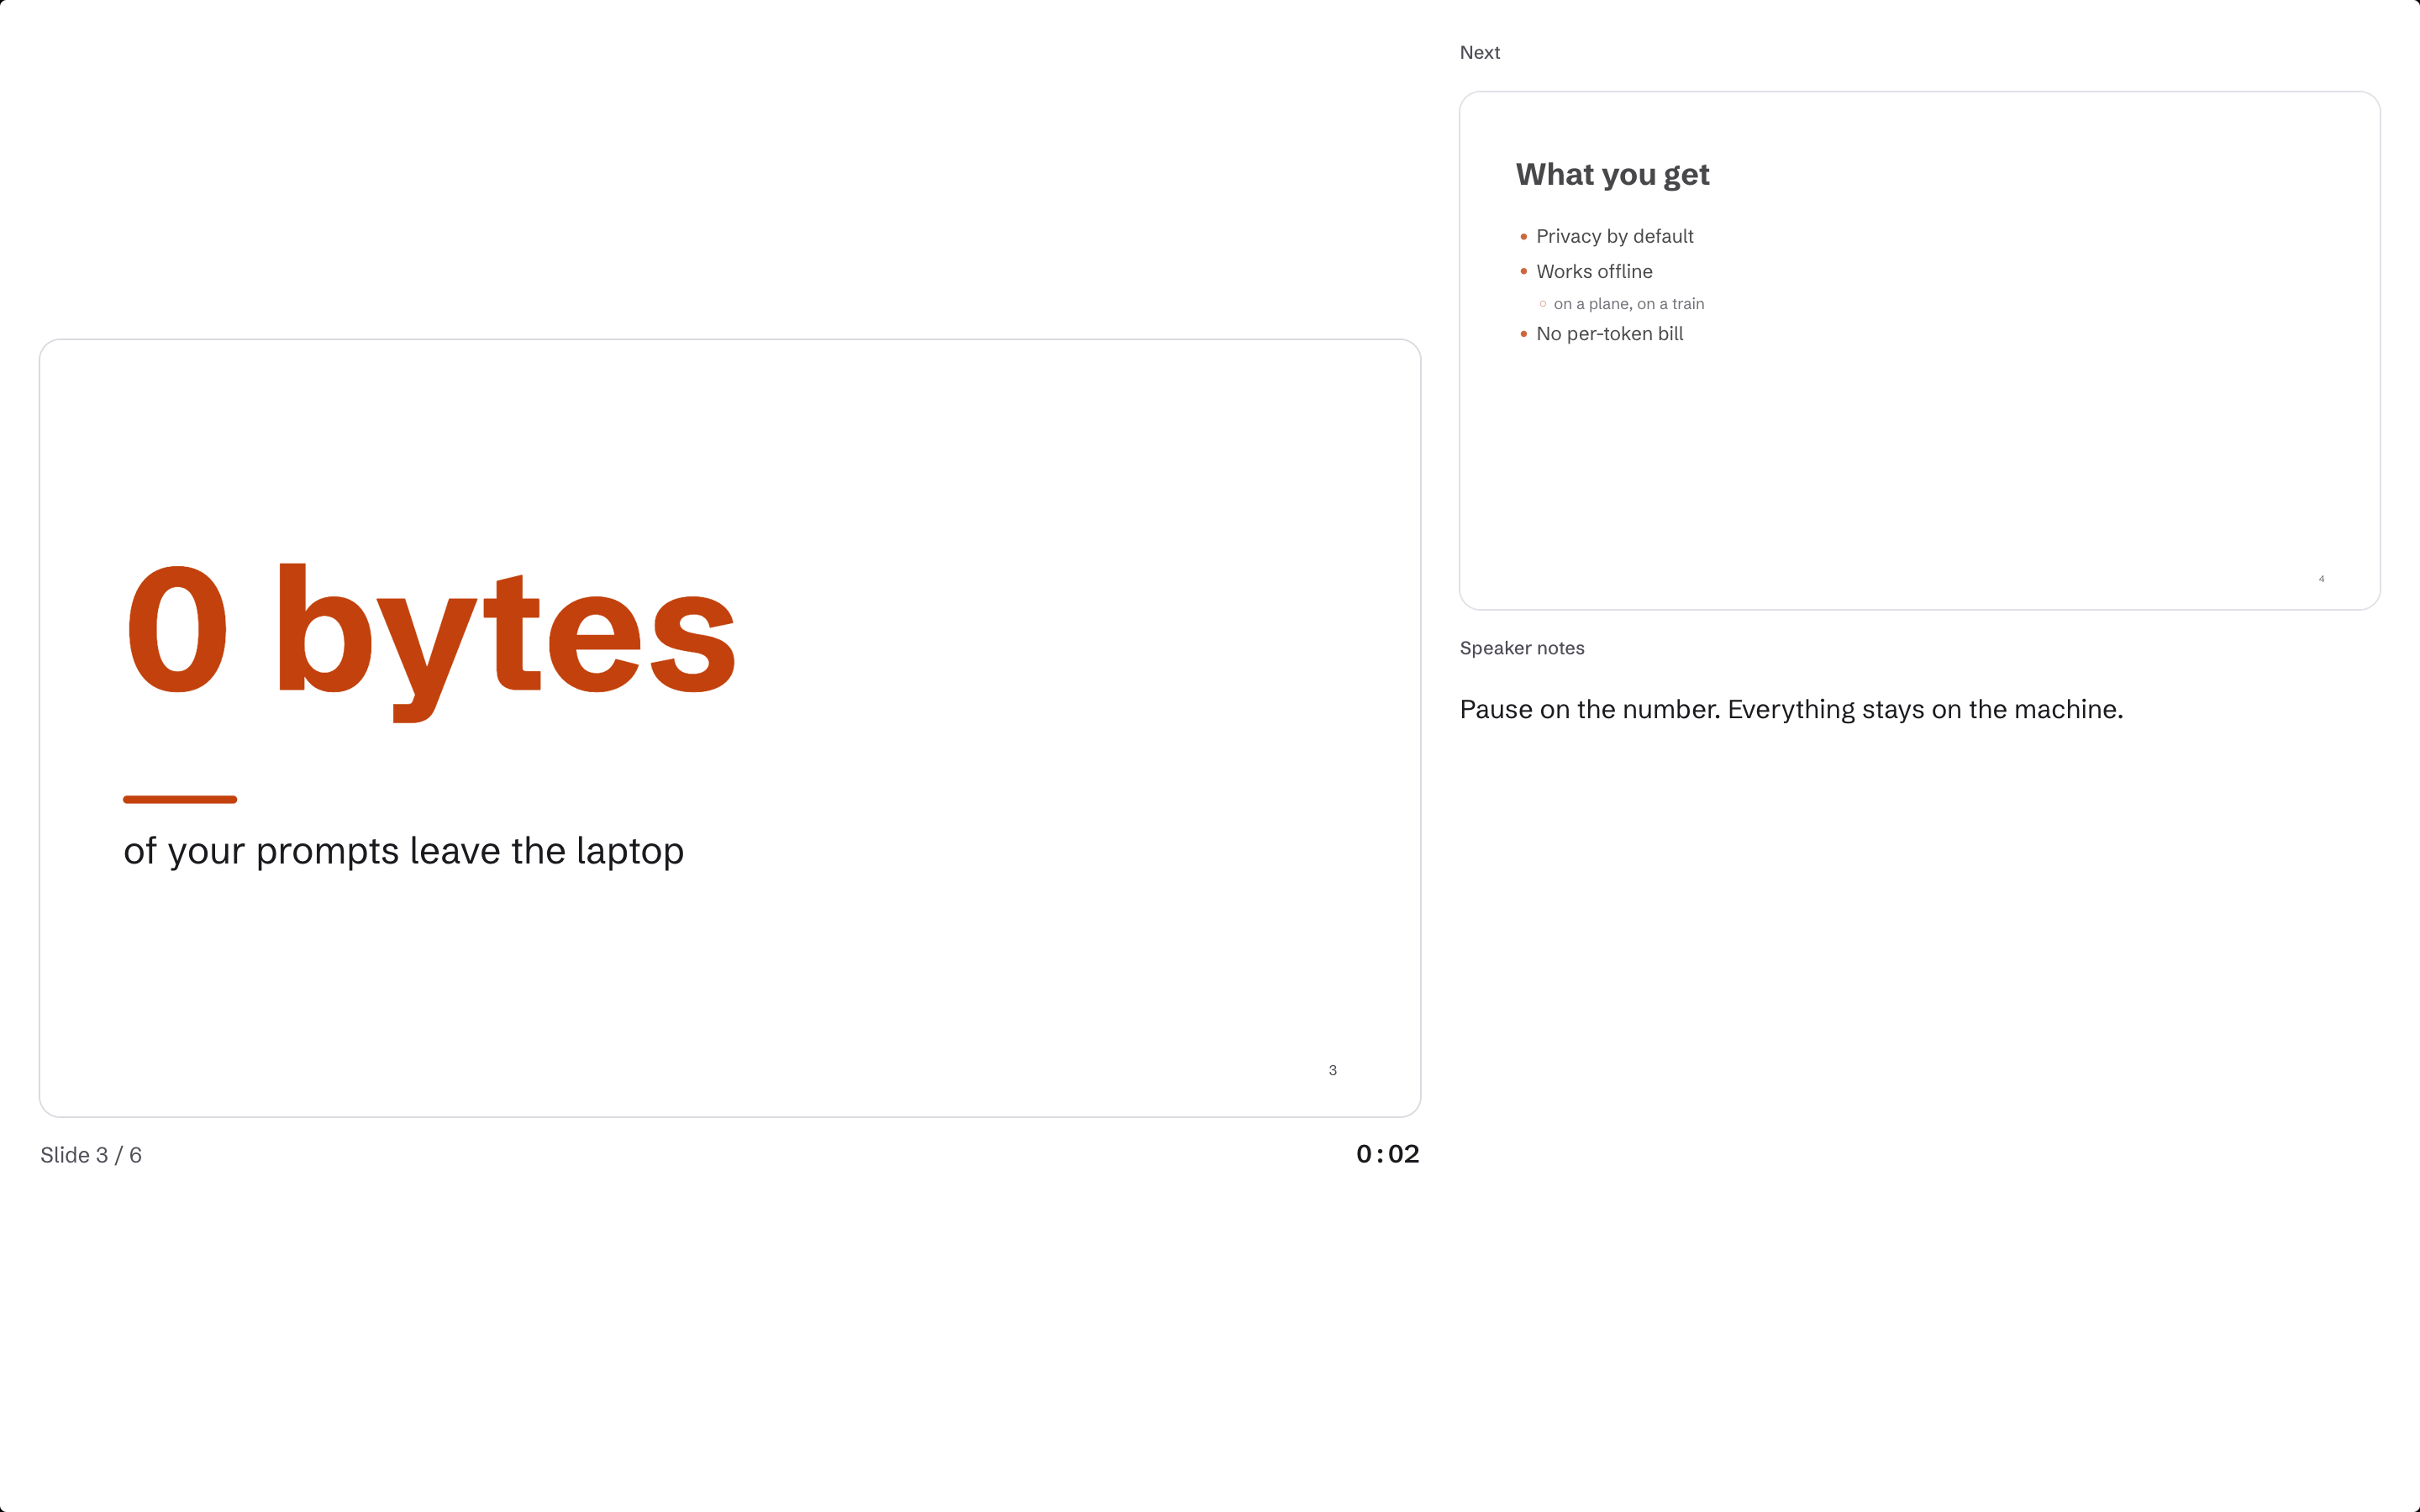 0 bytes
of your prompts leave the laptop
3
Slide 3 / 6
0:02
Next
What you get
• Privacy by default
• Works offline
○ on a plane, on a train
• No per-token bill
4
Speaker notes
Pause on the number. Everything stays on the machine.